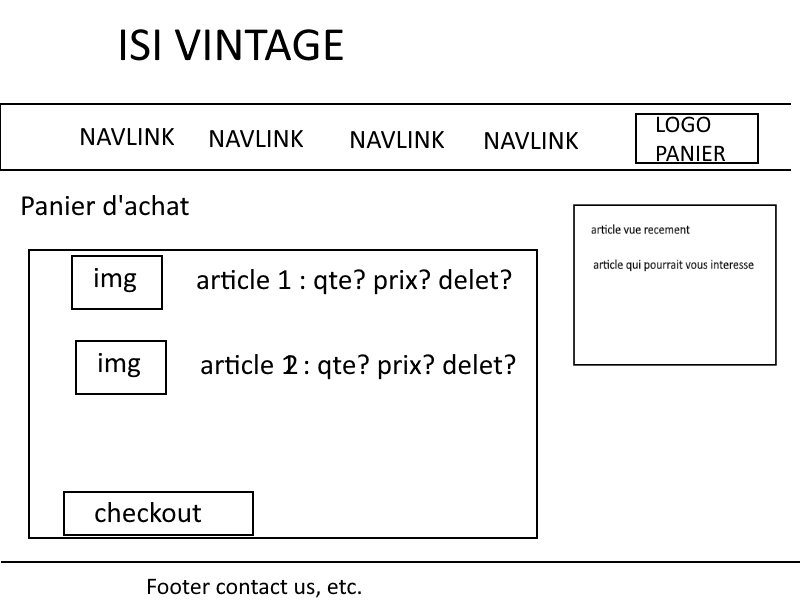 ISI VINTAGE
NAVLINK NAVLINK NAVLINK NAVLINK LOGO
PANIER
Panier d'achat
article vue recement
article qui pourrait vous interesse
img article 1 : qte? prix? delet?
img article 2 : qte? prix? delet?
checkout
Footer contact us, etc.